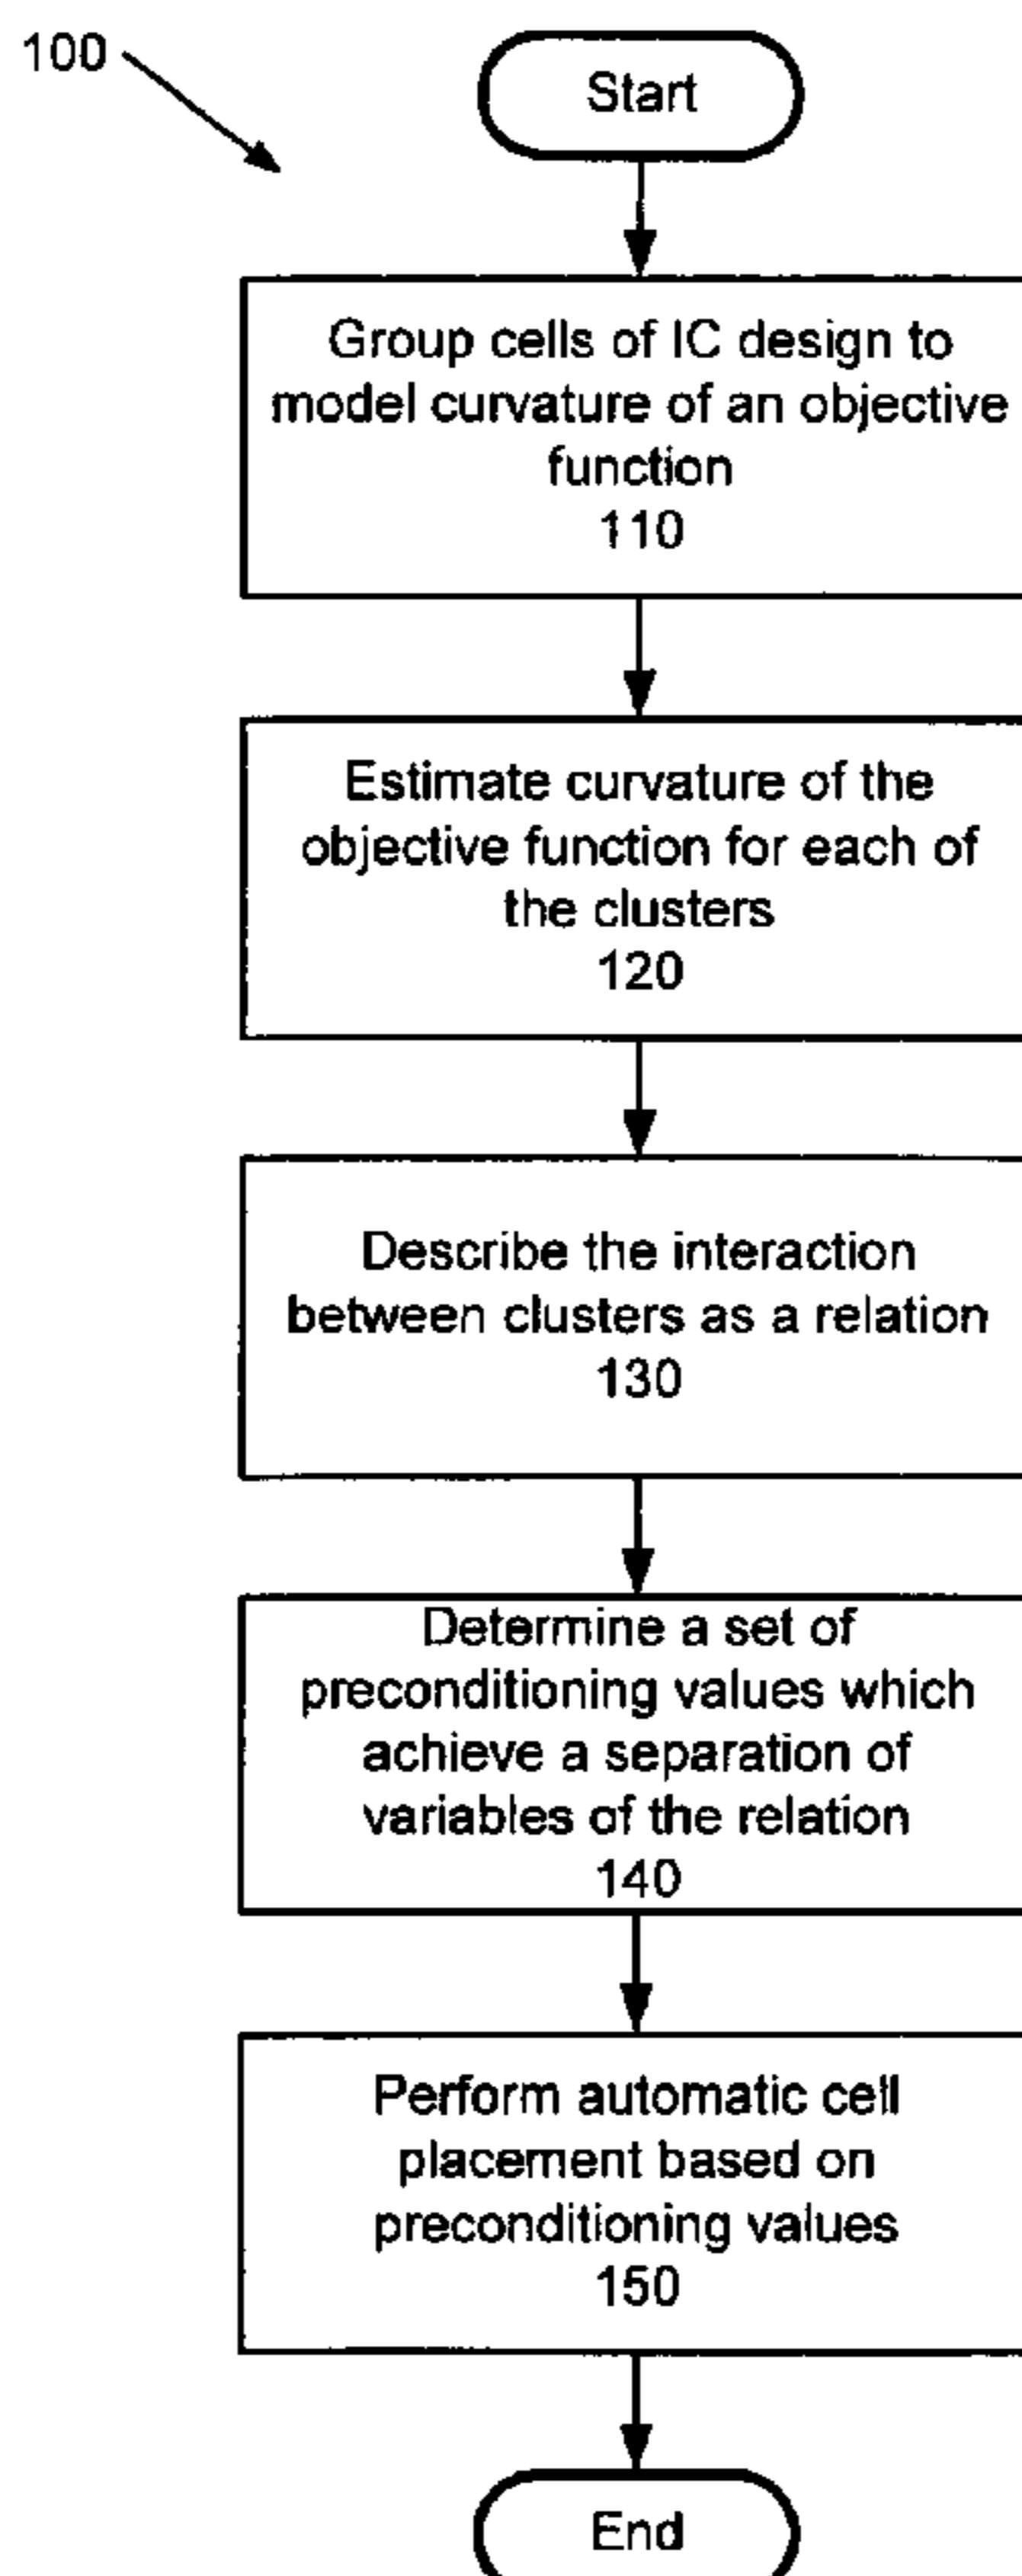 100
Start
Group cells of IC design to
model curvature of an objective
function
110
Estimate curvature of the
objective function for each of
the clusters
120
Describe the interaction
between clusters as a relation
130
Determine a set of
preconditioning values which
achieve a separation of
variables of the relation
140
Perform automatic cell
placement based on
preconditioning values
150
End